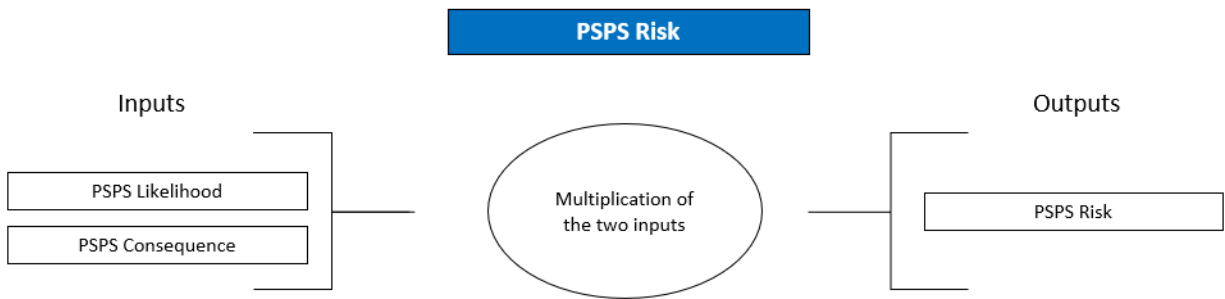 PSPS Risk
Inputs
Outputs
PSPS Likelihood
PSPS Consequence
Multiplication of
the two inputs
PSPS Risk